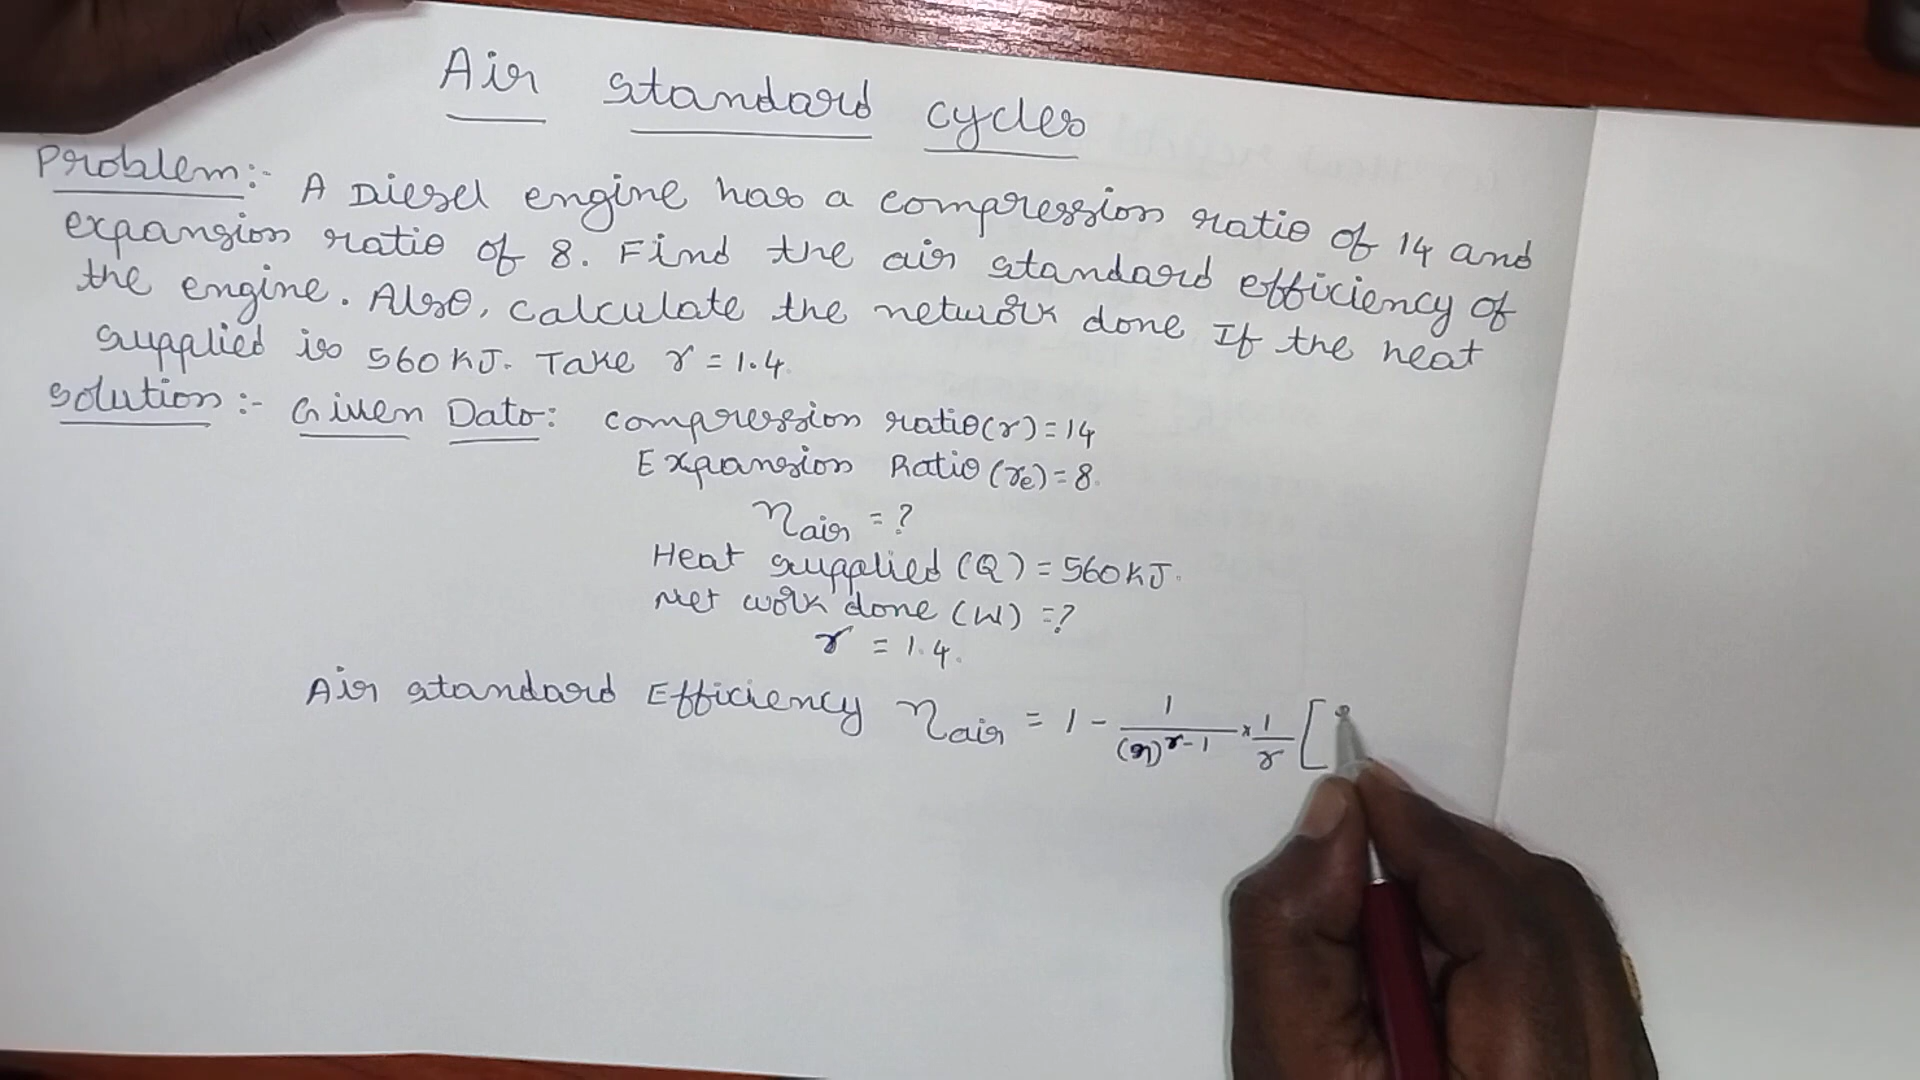 Air standard cycles
Problem:- A Diesel engine has a compression ratio of 14 and
expansion ratio of 8. Find the air standard efficiency of
the engine. Also, calculate the network done If the heat
supplied is 560 kJ. Take γ = 1.4.
Solution:- Given Data: compression ratio(r)=14
Expansion Ratio (re)=8.
ηair = ?
Heat supplied (Q) = 560 kJ.
Net work done (W) = ?
γ = 1.4.
Air standard Efficiency ηair = 1 - 1/(r)^γ-1 × 1/γ [